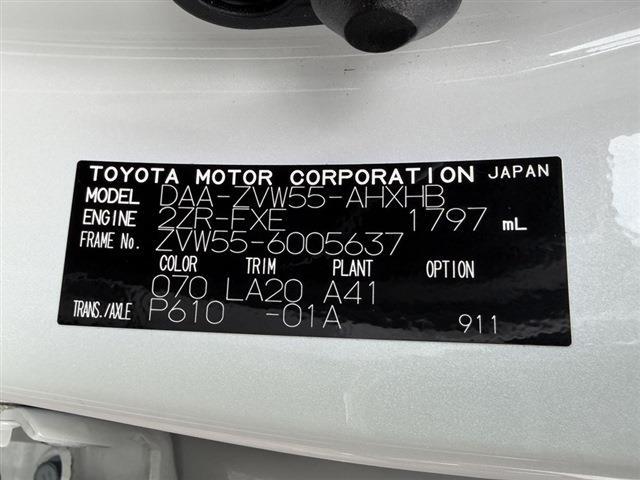 TOYOTA MOTOR CORPORATION JAPAN
MODEL DAA-ZVW55-AHXHB
ENGINE 2ZR-FXE 1797 mL
FRAME No. ZVW55-6005637
COLOR TRIM PLANT OPTION
070 LA20 A41
TRANS./AXLE P610 -01A 911